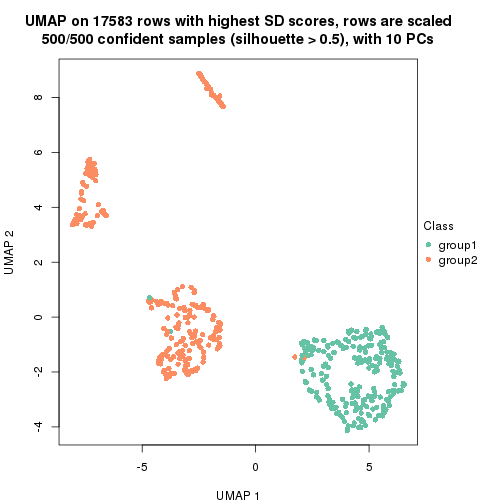 UMAP on 17583 rows with highest SD scores, rows are scaled
500/500 confident samples (silhouette > 0.5), with 10 PCs
8
6
4
2
0
-2
-4
UMAP 2
-5
0
5
UMAP 1
Class
group1
group2